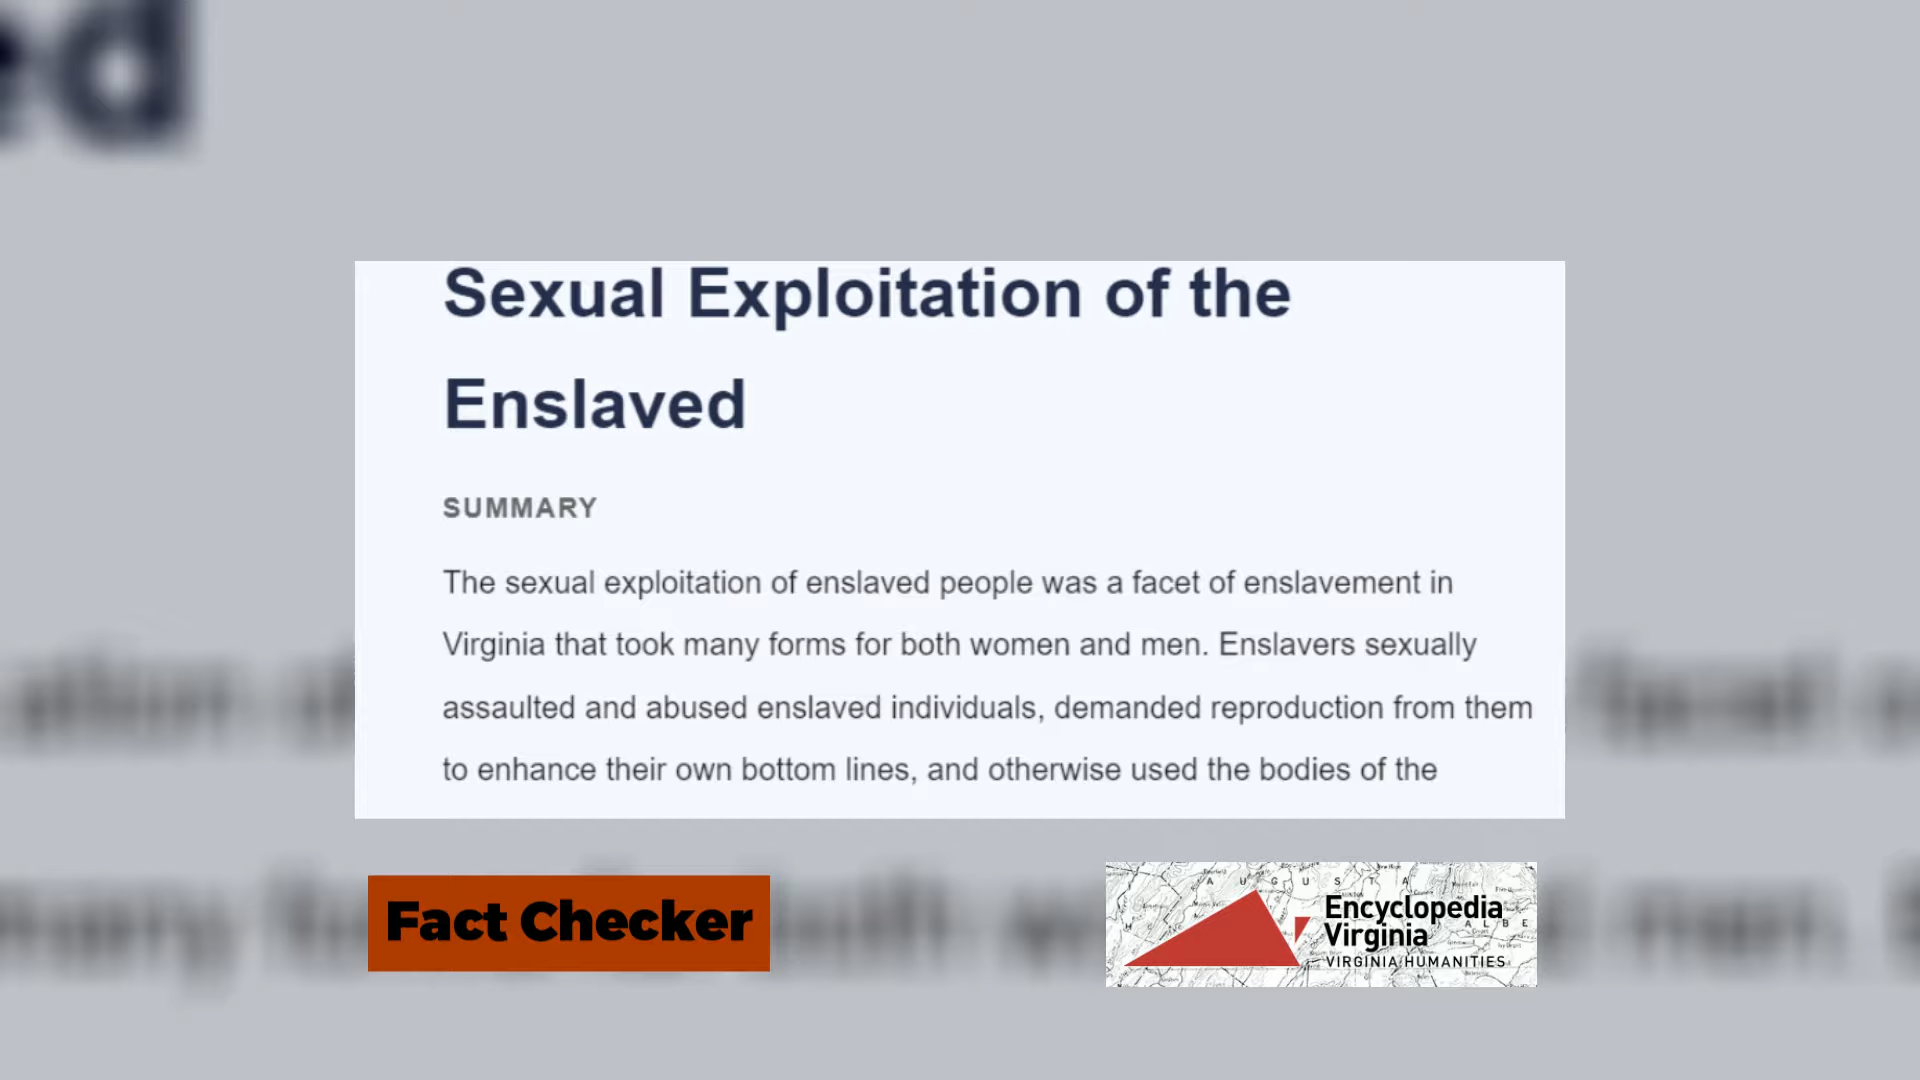 ed
Sexual Exploitation of the
Enslaved
SUMMARY
The sexual exploitation of enslaved people was a facet of enslavement in
Virginia that took many forms for both women and men. Enslavers sexually
assaulted and abused enslaved individuals, demanded reproduction from them
to enhance their own bottom lines, and otherwise used the bodies of the
Fact Checker
AUGUSTA
Encyclopedia
Virginia
VIRGINIA HUMANITIES